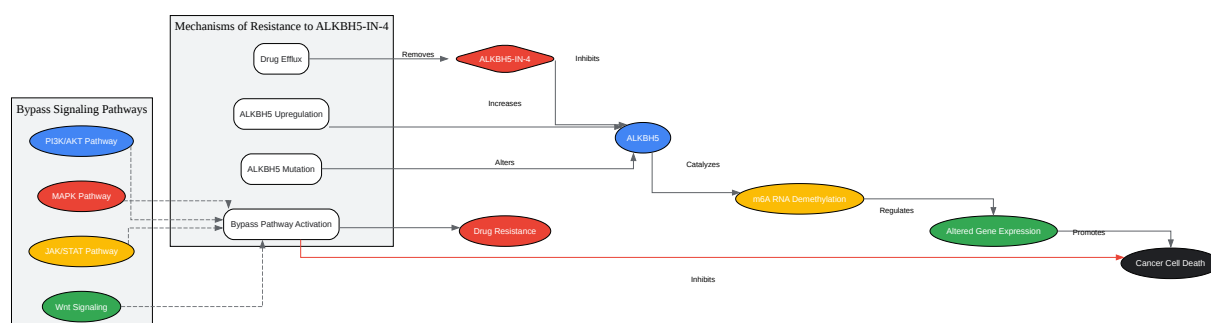 Mechanisms of Resistance to ALKBH5-IN-4
Drug Efflux
Removes
ALKBH5-IN-4
Inhibits
ALKBH5 Upregulation
Increases
ALKBH5
ALKBH5 Mutation
Alters
Catalyzes
Bypass Signaling Pathways
PI3K/AKT Pathway
MAPK Pathway
JAK/STAT Pathway
Wnt Signaling
Bypass Pathway Activation
Drug Resistance
m6A RNA Demethylation
Regulates
Altered Gene Expression
Promotes
Cancer Cell Death
Inhibits